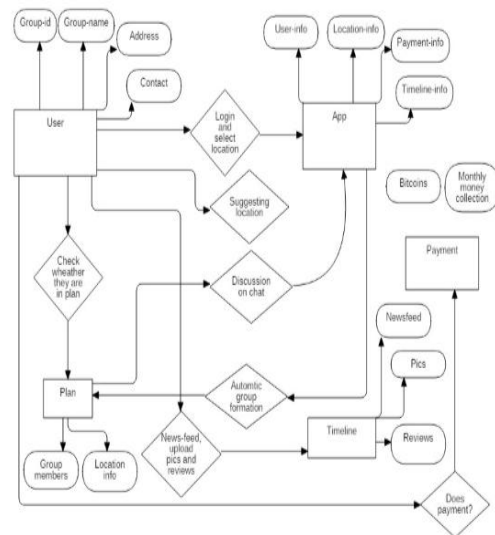 Group-id
Group-name
Address
Contact
User
User-info
Location-info
Payment-info
Timeline-info
App
Login
and
select
location
Suggesting
location
Bitcoins
Monthly
money
collection
Payment
Check
wheather
they are
in plan
Discussion
on chat
Newsfeed
Pics
Plan
Automtic
group
formation
Timeline
Reviews
Group
members
Location
info
News-feed,
upload
pics and
reviews
Does
payment?